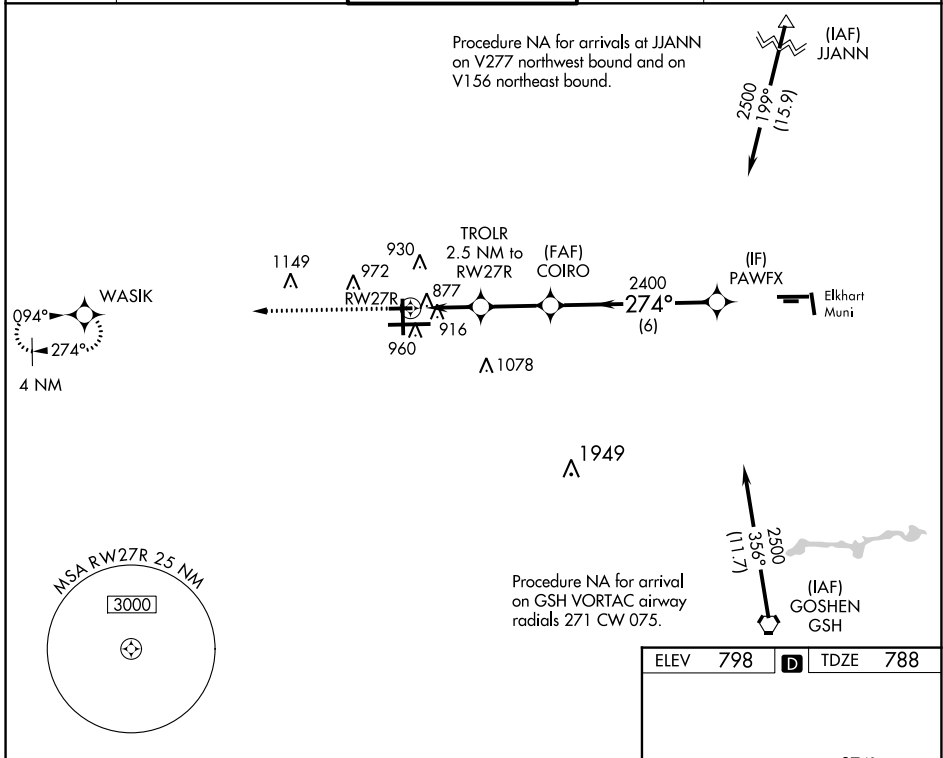 Procedure NA for arrivals at JJANN
on V277 northwest bound and on
V156 northeast bound.
(IAF)
JJANN
2500
199°
(15.9)
TROLR
2.5 NM to
RW27R
(FAF)
COIRO
(IF)
PAWFX
Elkhart
Muni
2400
274°
(6)
1149
972
930
877
RW27R
916
960
1078
WASIK
094°
274°
4 NM
1949
2500
356°
(11.7)
Procedure NA for arrival
on GSH VORTAC airway
radials 271 CW 075.
(IAF)
GOSHEN
GSH
MSA RW27R 25 NM
3000
ELEV 798 D TDZE 788